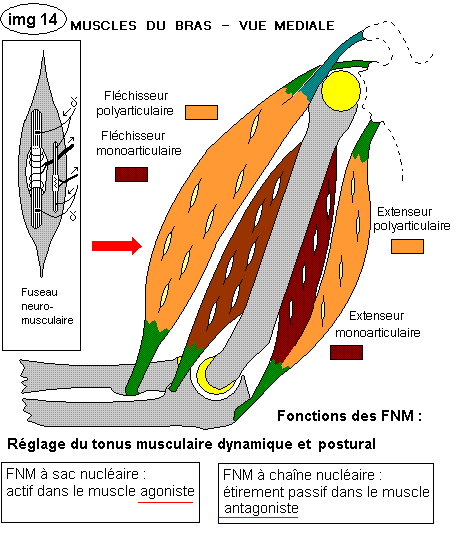 img 14 MUSCLES DU BRAS - VUE MEDIALE
α
α
Fuseau
neuro-
musculaire
Fléchisseur
polyarticulaire
Fléchisseur
monoarticulaire
Extenseur
polyarticulaire
Extenseur
monoarticulaire
Fonctions des FNM :
Réglage du tonus musculaire dynamique et postural
FNM à sac nucléaire :
actif dans le muscle agoniste
FNM à chaîne nucléaire :
étirement passif dans le muscle
antagoniste